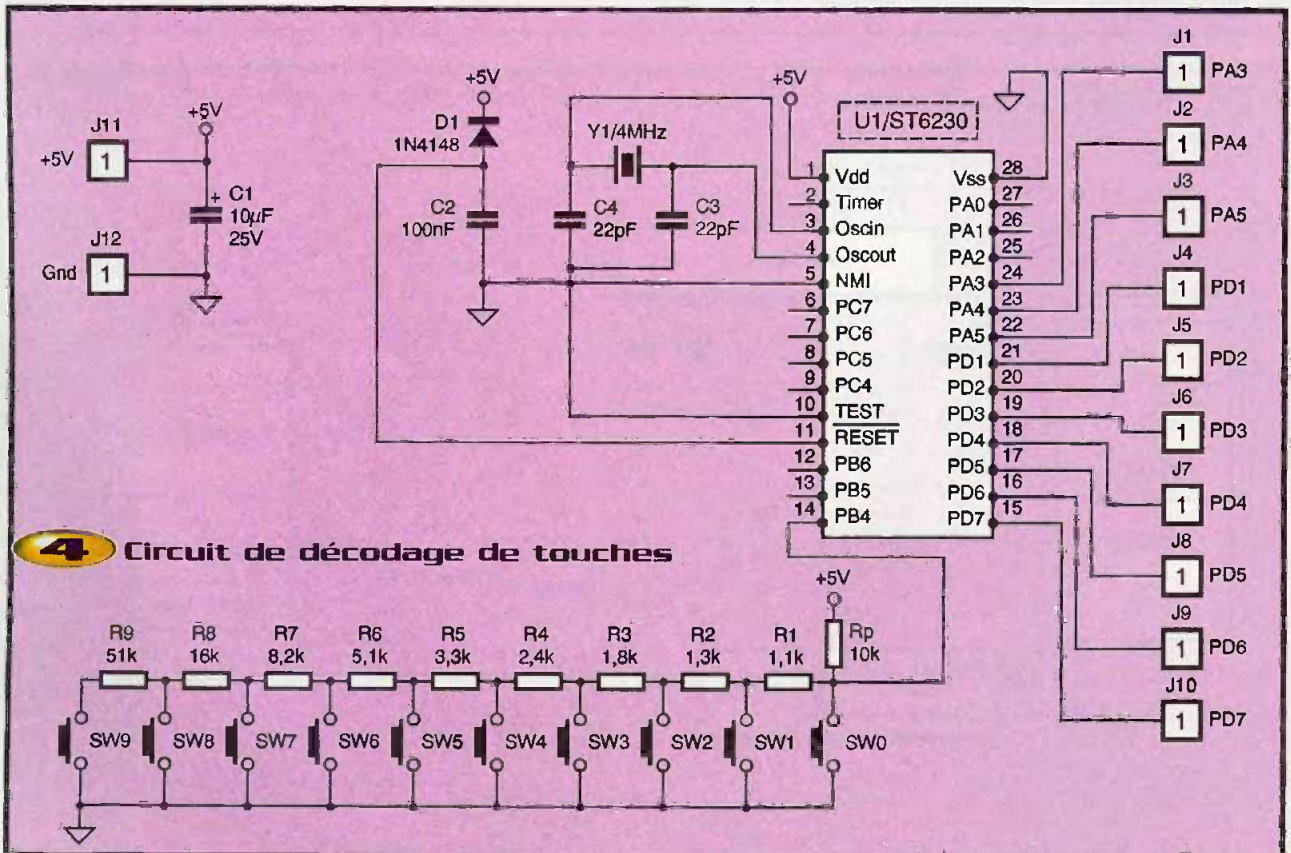 J11
+5V
1
+5V
+ C1
10µF
25V
J12
Gnd
1
+5V
D1
1N4148
C2
100nF
Y1/4MHz
C4
22pF
C3
22pF
+5V
U1/ST6230
1 Vdd
2 Timer
3 Oscin
4 Oscout
5 NMI
6 PC7
7 PC6
8 PC5
9 PC4
10 TEST
11 RESET
12 PB6
13 PB5
14 PB4
Vss 28
PA0 27
PA1 26
PA2 25
PA3 24
PA4 23
PA5 22
PD1 21
PD2 20
PD3 19
PD4 18
PD5 17
PD6 16
PD7 15
J1
1 PA3
J2
1 PA4
J3
1 PA5
J4
1 PD1
J5
1 PD2
J6
1 PD3
J7
1 PD4
J8
1 PD5
J9
1 PD6
J10
1 PD7
4 Circuit de décodage de touches
+5V
Rp
10k
R9
51k
R8
16k
R7
8,2k
R6
5,1k
R5
3,3k
R4
2,4k
R3
1,8k
R2
1,3k
R1
1,1k
SW9
SW8
SW7
SW6
SW5
SW4
SW3
SW2
SW1
SW0